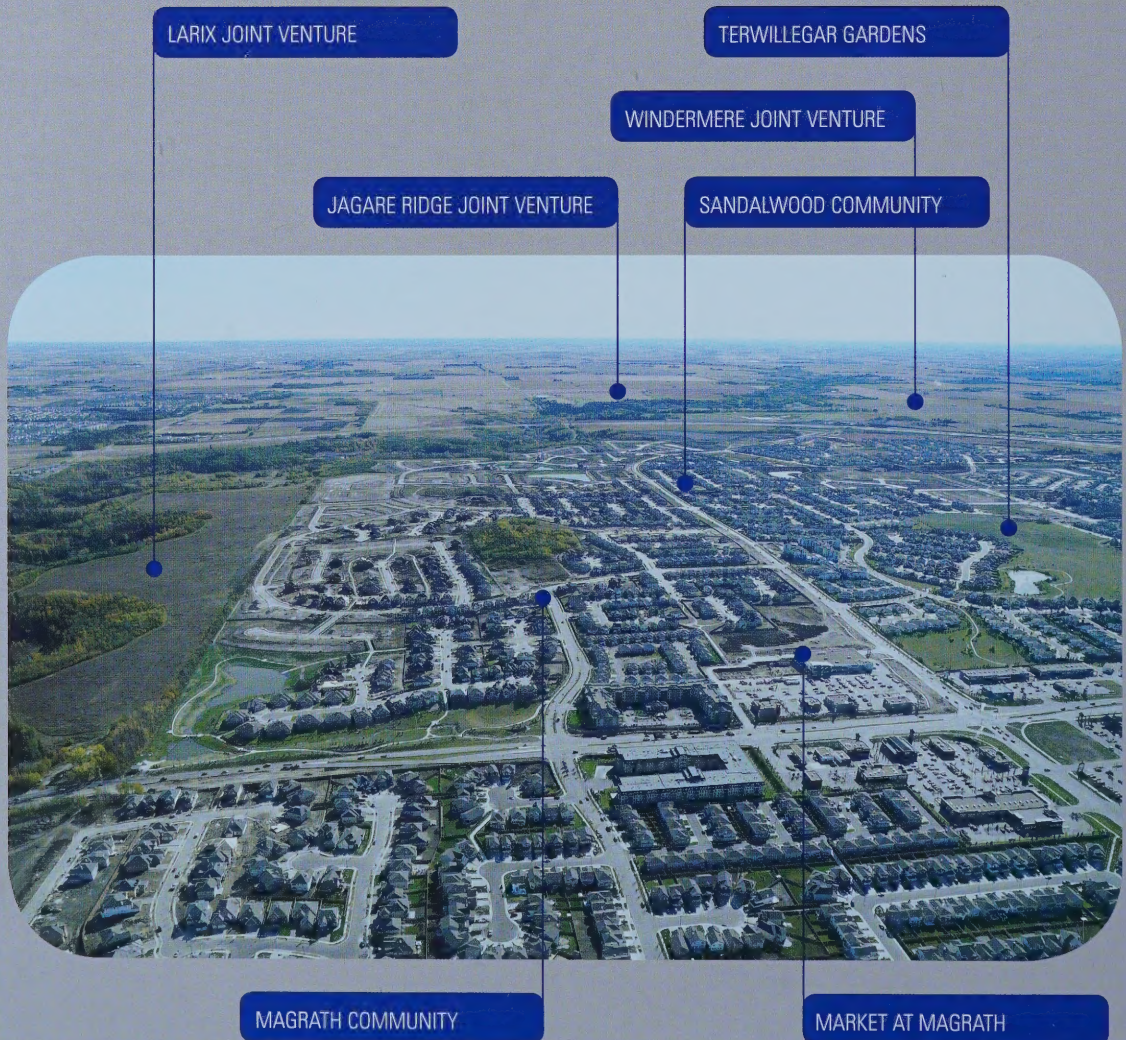 LARIX JOINT VENTURE
TERWILLEGAR GARDENS
WINDERMERE JOINT VENTURE
JAGARE RIDGE JOINT VENTURE
SANDALWOOD COMMUNITY
MAGRATH COMMUNITY
MARKET AT MAGRATH